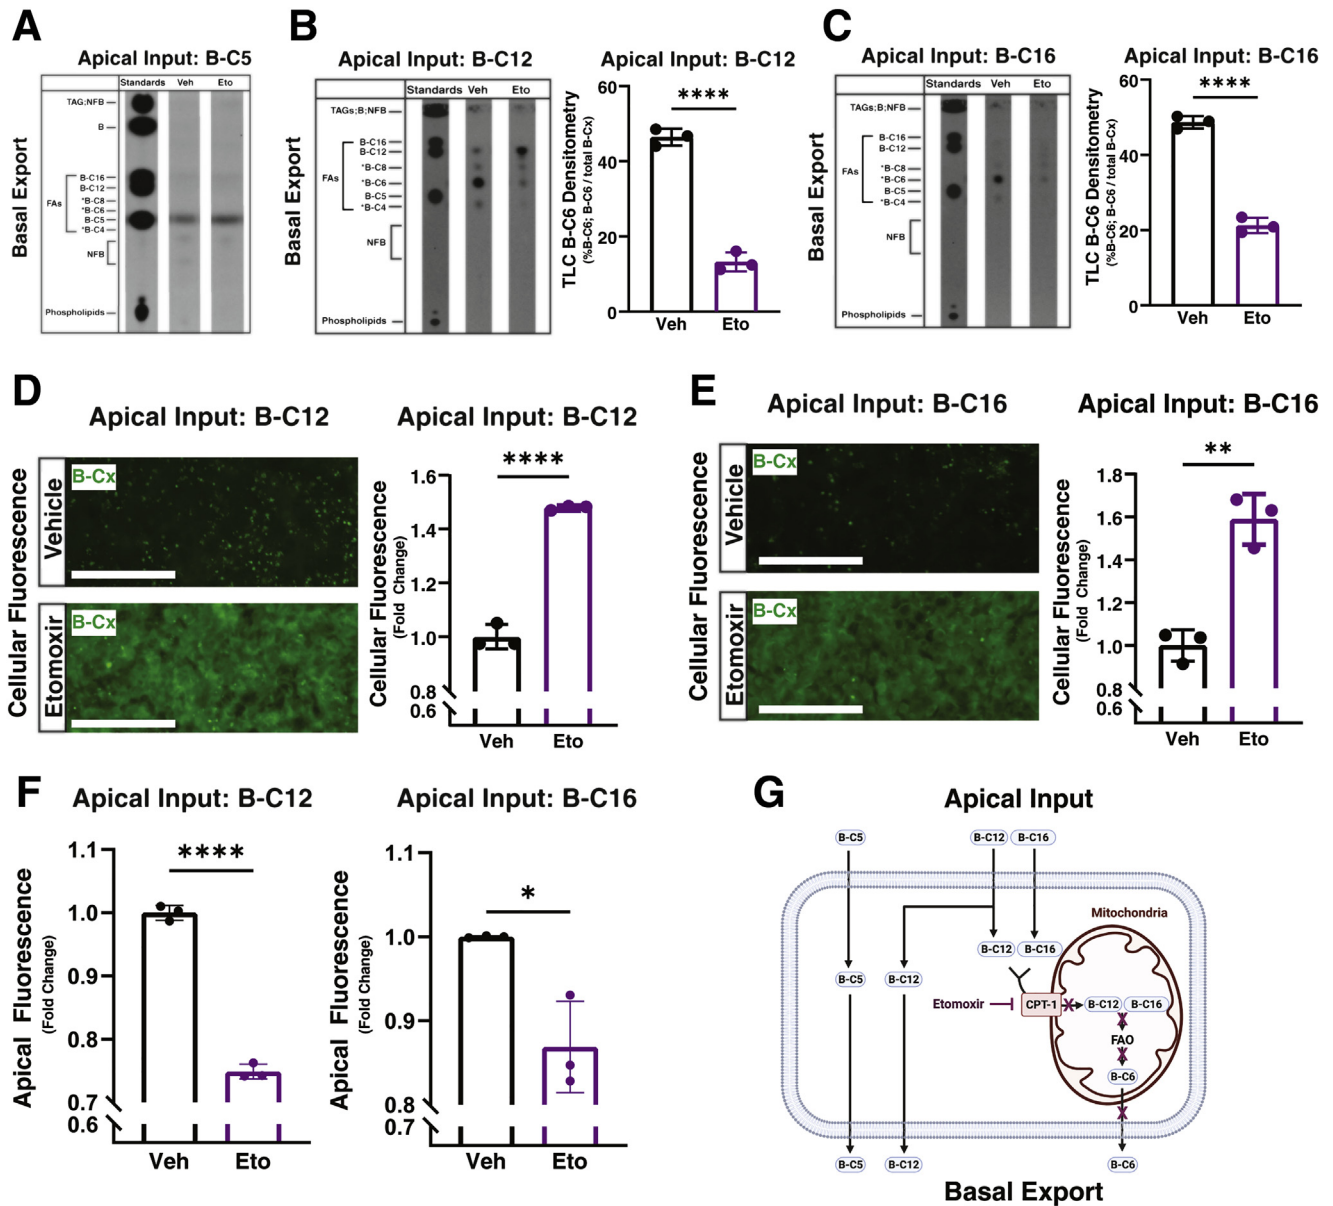 A
Apical Input: B-C5
Standards Veh Eto
TAG;NFB
B
B-C16
B-C12
*B-C8
*B-C6
B-C5
*B-C4
FAs
NFB
Phospholipids
Basal Export
B
Apical Input: B-C12
Standards Veh Eto
TAGs;B;NFB
B-C16
B-C12
*B-C8
*B-C6
B-C5
*B-C4
FAs
NFB
Phospholipids
Basal Export
Apical Input: B-C12
****
TLC B-C6 Densitometry
(%B-C6; B-C6 / total B-Cx)
60
40
20
0
Veh Eto
C
Apical Input: B-C16
Standards Veh Eto
TAGs;B;NFB
B-C16
B-C12
*B-C8
*B-C6
B-C5
*B-C4
FAs
NFB
Phospholipids
Basal Export
Apical Input: B-C16
****
TLC B-C6 Densitometry
(%B-C6; B-C6 / total B-Cx)
60
40
20
0
Veh Eto
D
Apical Input: B-C12
Cellular Fluorescence
Vehicle
B-Cx
Etomoxir
B-Cx
Apical Input: B-C12
****
Cellular Fluorescence
(Fold Change)
1.6
1.4
1.2
1.0
0.8
0.6
Veh Eto
E
Apical Input: B-C16
Cellular Fluorescence
Vehicle
B-Cx
Etomoxir
B-Cx
Apical Input: B-C16
**
Cellular Fluorescence
(Fold Change)
1.8
1.6
1.4
1.2
1.0
0.8
0.6
Veh Eto
F
Apical Input: B-C12
****
Apical Fluorescence
(Fold Change)
1.1
1.0
0.9
0.8
0.7
0.6
Veh Eto
Apical Input: B-C16
*
Apical Fluorescence
(Fold Change)
1.1
1.0
0.9
0.8
0.7
Veh Eto
G
Apical Input
B-C5 B-C12 B-C16
Mitochondria
B-C12 B-C16
B-C5 B-C12
Etomoxir CPT-1 B-C12 B-C16
FAO
B-C6
B-C5 B-C12 B-C6
Basal Export